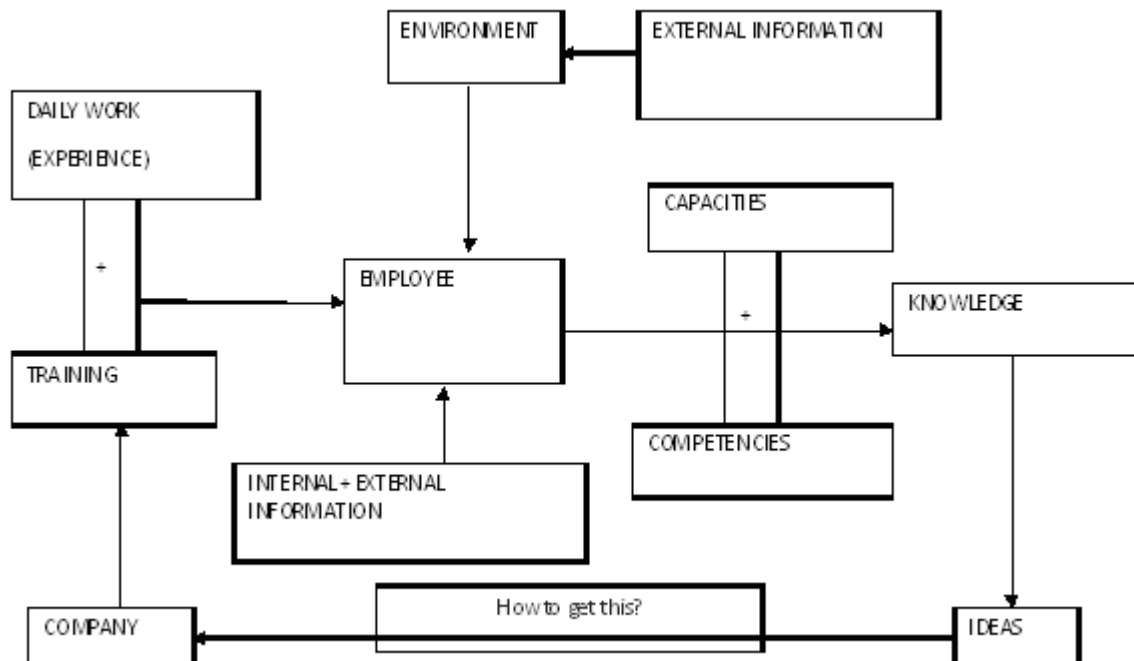 ENVIRONMENT
EXTERNAL INFORMATION
DAILY WORK
(EXPERIENCE)
+
CAPACITIES
EMPLOYEE
+
KNOWLEDGE
TRAINING
COMPETENCIES
INTERNAL + EXTERNAL
INFORMATION
How to get this?
COMPANY
IDEAS